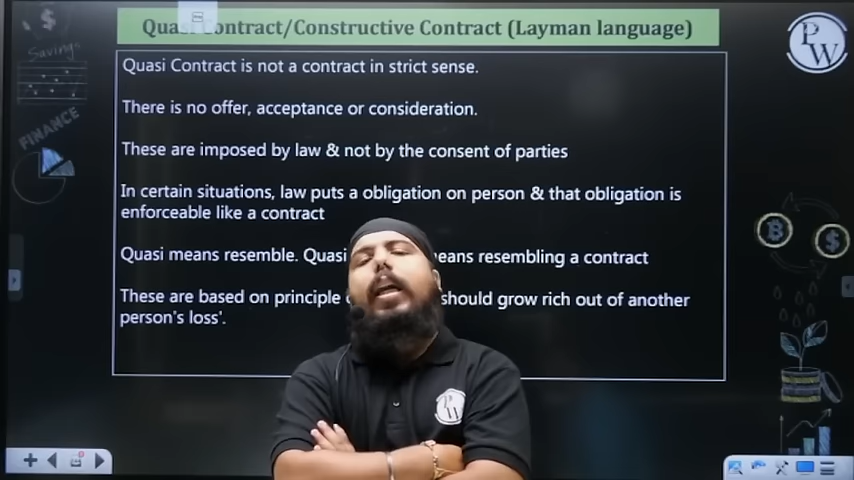 Quasi Contract/Constructive Contract (Layman language)
PW
Quasi Contract is not a contract in strict sense.
Savings
There is no offer, acceptance or consideration.
FINANCE
These are imposed by law & not by the consent of parties
In certain situations, law puts a obligation on person & that obligation is
enforceable like a contract
Quasi means resemble. Quasi means resembling a contract
These are based on principle should grow rich out of another
person's loss'.
PW